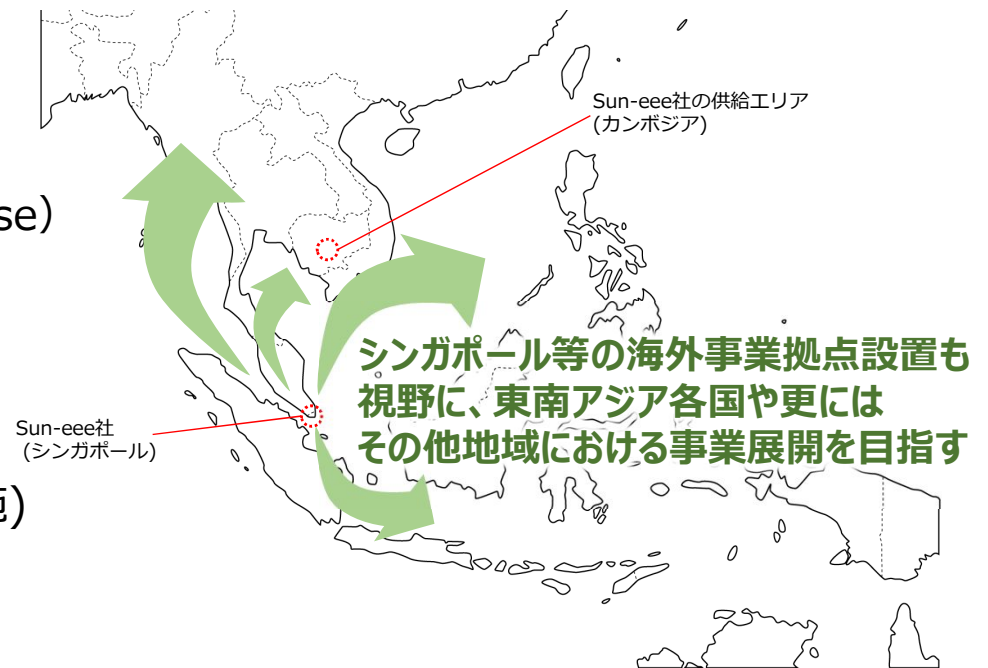 Sun-eee社の供給エリア
(カンボジア)
se）
シンガポール等の海外事業拠点設置も
視野に、東南アジア各国や更には
その他地域における事業展開を目指す
Sun-eee社
(シンガポール)